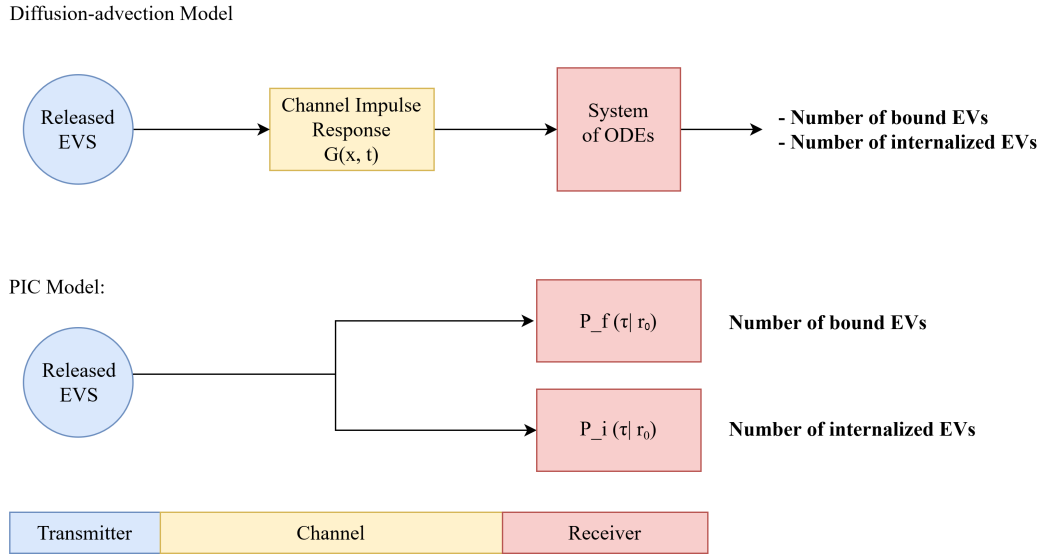 Diffusion-advection Model
Released
EVS
Channel Impulse
Response
G(x, t)
System
of ODEs
- Number of bound EVs
- Number of internalized EVs
PIC Model:
Released
EVS
P_f (τ| r₀)
Number of bound EVs
P_i (τ| r₀)
Number of internalized EVs
Transmitter
Channel
Receiver